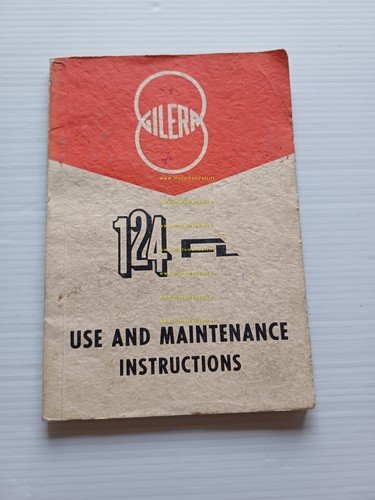 GILERA
124
USE AND MAINTENANCE
INSTRUCTIONS